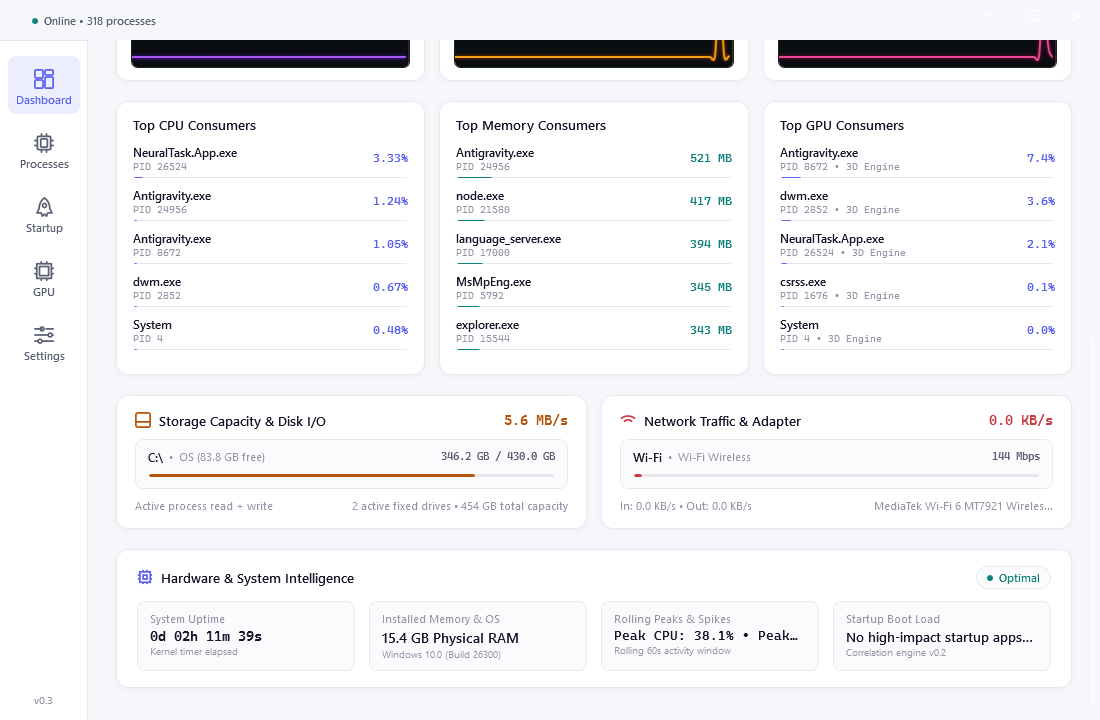 Online • 318 processes
Dashboard
Processes
Startup
GPU
Settings
v0.3
Top CPU Consumers
NeuralTask.App.exe
PID 26524
3.33%
Antigravity.exe
PID 24956
1.24%
Antigravity.exe
PID 8672
1.05%
dwm.exe
PID 2852
0.67%
System
PID 4
0.48%
Top Memory Consumers
Antigravity.exe
PID 24956
521 MB
node.exe
PID 21580
417 MB
language_server.exe
PID 17000
394 MB
MsMpEng.exe
PID 5792
345 MB
explorer.exe
PID 15544
343 MB
Top GPU Consumers
Antigravity.exe
PID 8672 • 3D Engine
7.4%
dwm.exe
PID 2852 • 3D Engine
3.6%
NeuralTask.App.exe
PID 26524 • 3D Engine
2.1%
csrss.exe
PID 1676 • 3D Engine
0.1%
System
PID 4 • 3D Engine
0.0%
Storage Capacity & Disk I/O
5.6 MB/s
C:\ • OS (83.8 GB free)
346.2 GB / 430.0 GB
Active process read + write
2 active fixed drives • 454 GB total capacity
Network Traffic & Adapter
0.0 KB/s
Wi-Fi • Wi-Fi Wireless
144 Mbps
In: 0.0 KB/s • Out: 0.0 KB/s
MediaTek Wi-Fi 6 MT7921 Wireles...
Hardware & System Intelligence
Optimal
System Uptime
0d 02h 11m 39s
Kernel timer elapsed
Installed Memory & OS
15.4 GB Physical RAM
Windows 10.0 (Build 26300)
Rolling Peaks & Spikes
Peak CPU: 38.1% • Peak…
Rolling 60s activity window
Startup Boot Load
No high-impact startup apps...
Correlation engine v0.2